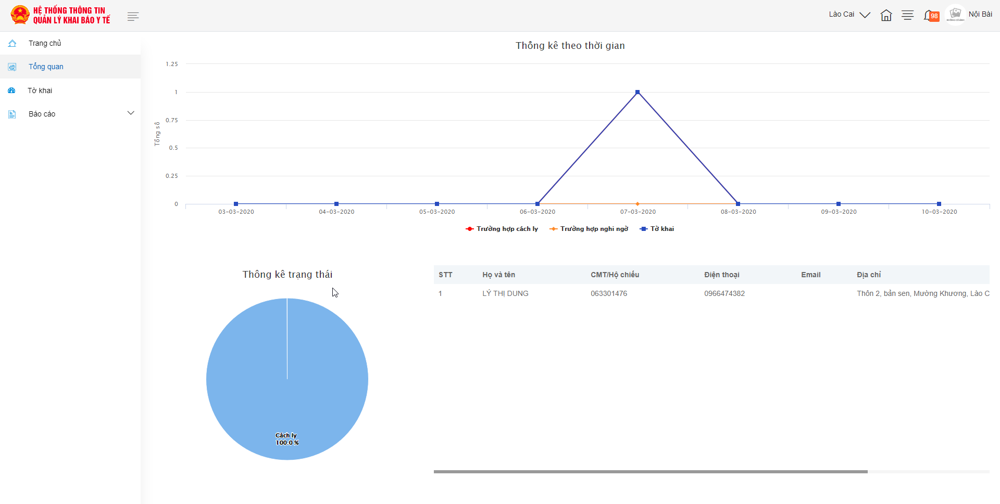 HỆ THỐNG THÔNG TIN
QUẢN LÝ KHAI BÁO Y TẾ
Lào Cai
98
KHÔNG CÓ ẢNH
Nội Bài
Trang chủ
Tổng quan
Tờ khai
Báo cáo
Thống kê theo thời gian
Tổng số
1.25
1
0.75
0.5
0.25
0
03-03-2020 04-03-2020 05-03-2020 06-03-2020 07-03-2020 08-03-2020 09-03-2020 10-03-2020
Trường hợp cách ly Trường hợp nghi ngờ Tờ khai
Thông kê trạng thái
Cách ly
100.0 %
STT Họ và tên CMT/Hộ chiếu Điện thoại Email Địa chỉ
1 LÝ THỊ DUNG 063301476 0966474382 Thôn 2, bản sen, Mường Khương, Lào C